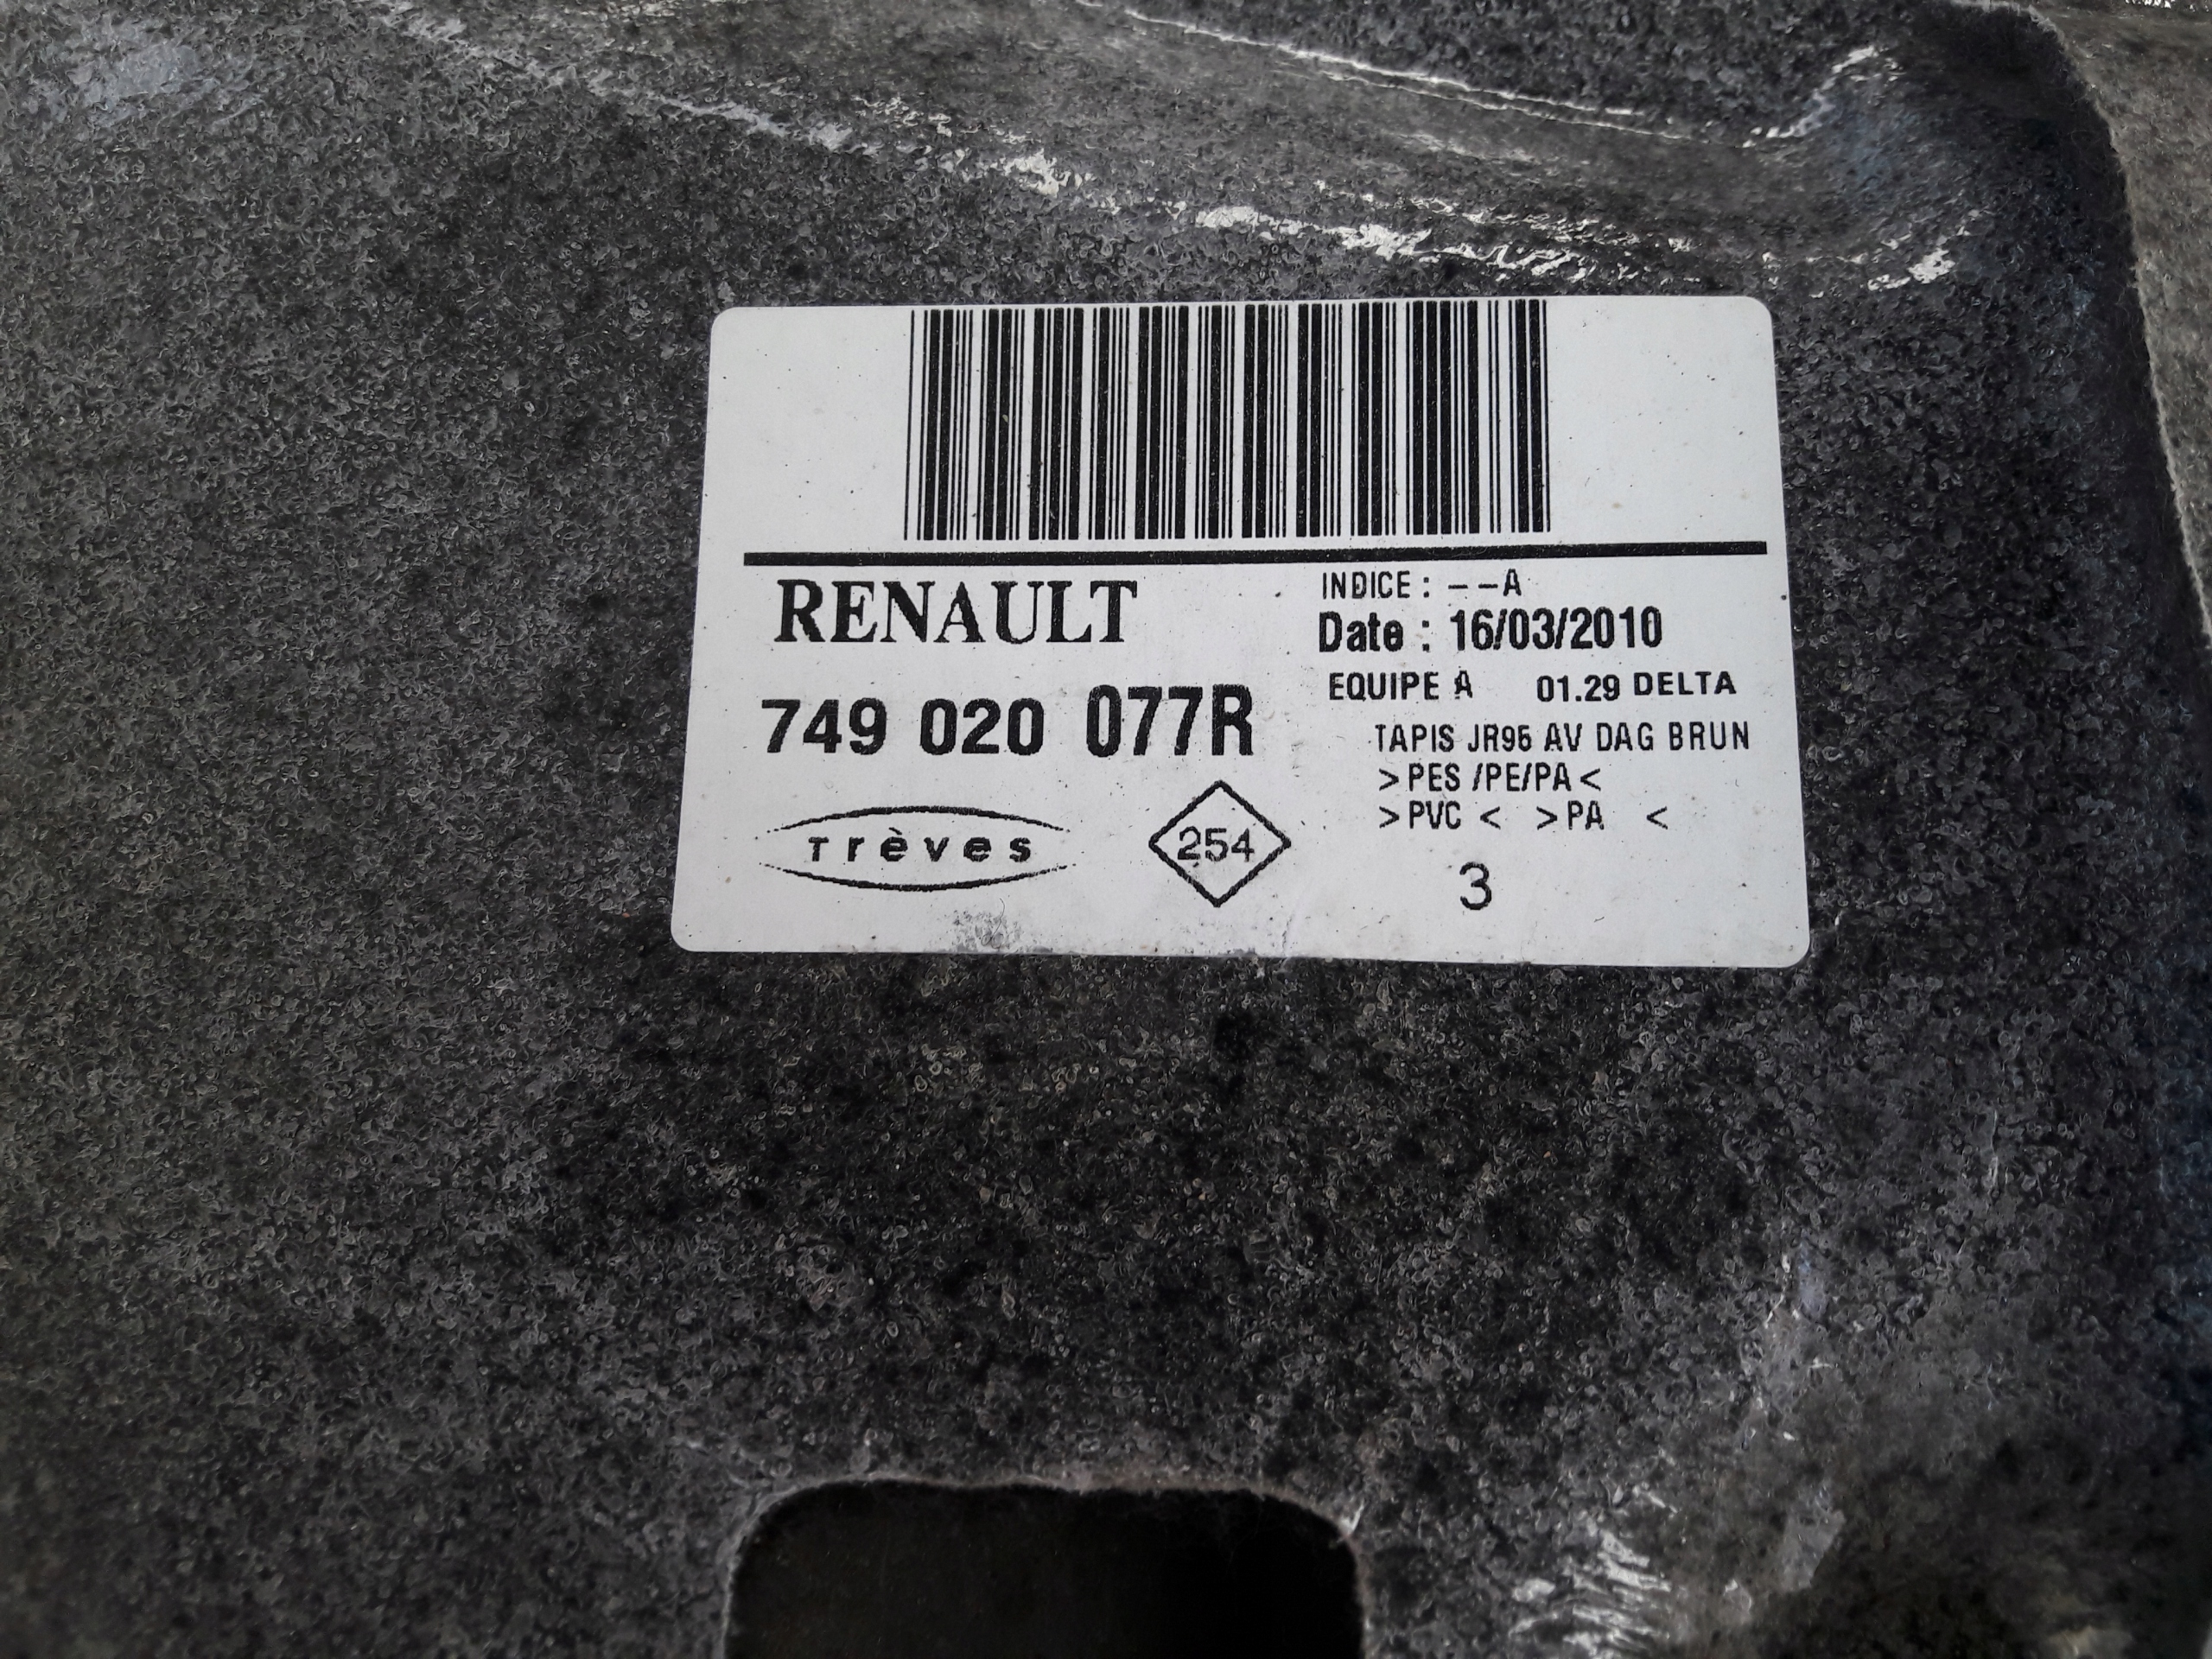 RENAULT
749 020 077R
Trèves
254
INDICE : --A
Date : 16/03/2010
EQUIPE A 01.29 DELTA
TAPIS JR95 AV DAG BRUN
>PES /PE/PA<
>PVC < >PA <
3